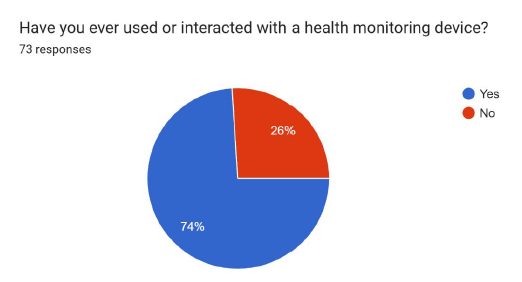 Have you ever used or interacted with a health monitoring device?
73 responses
Yes
No
26%
74%